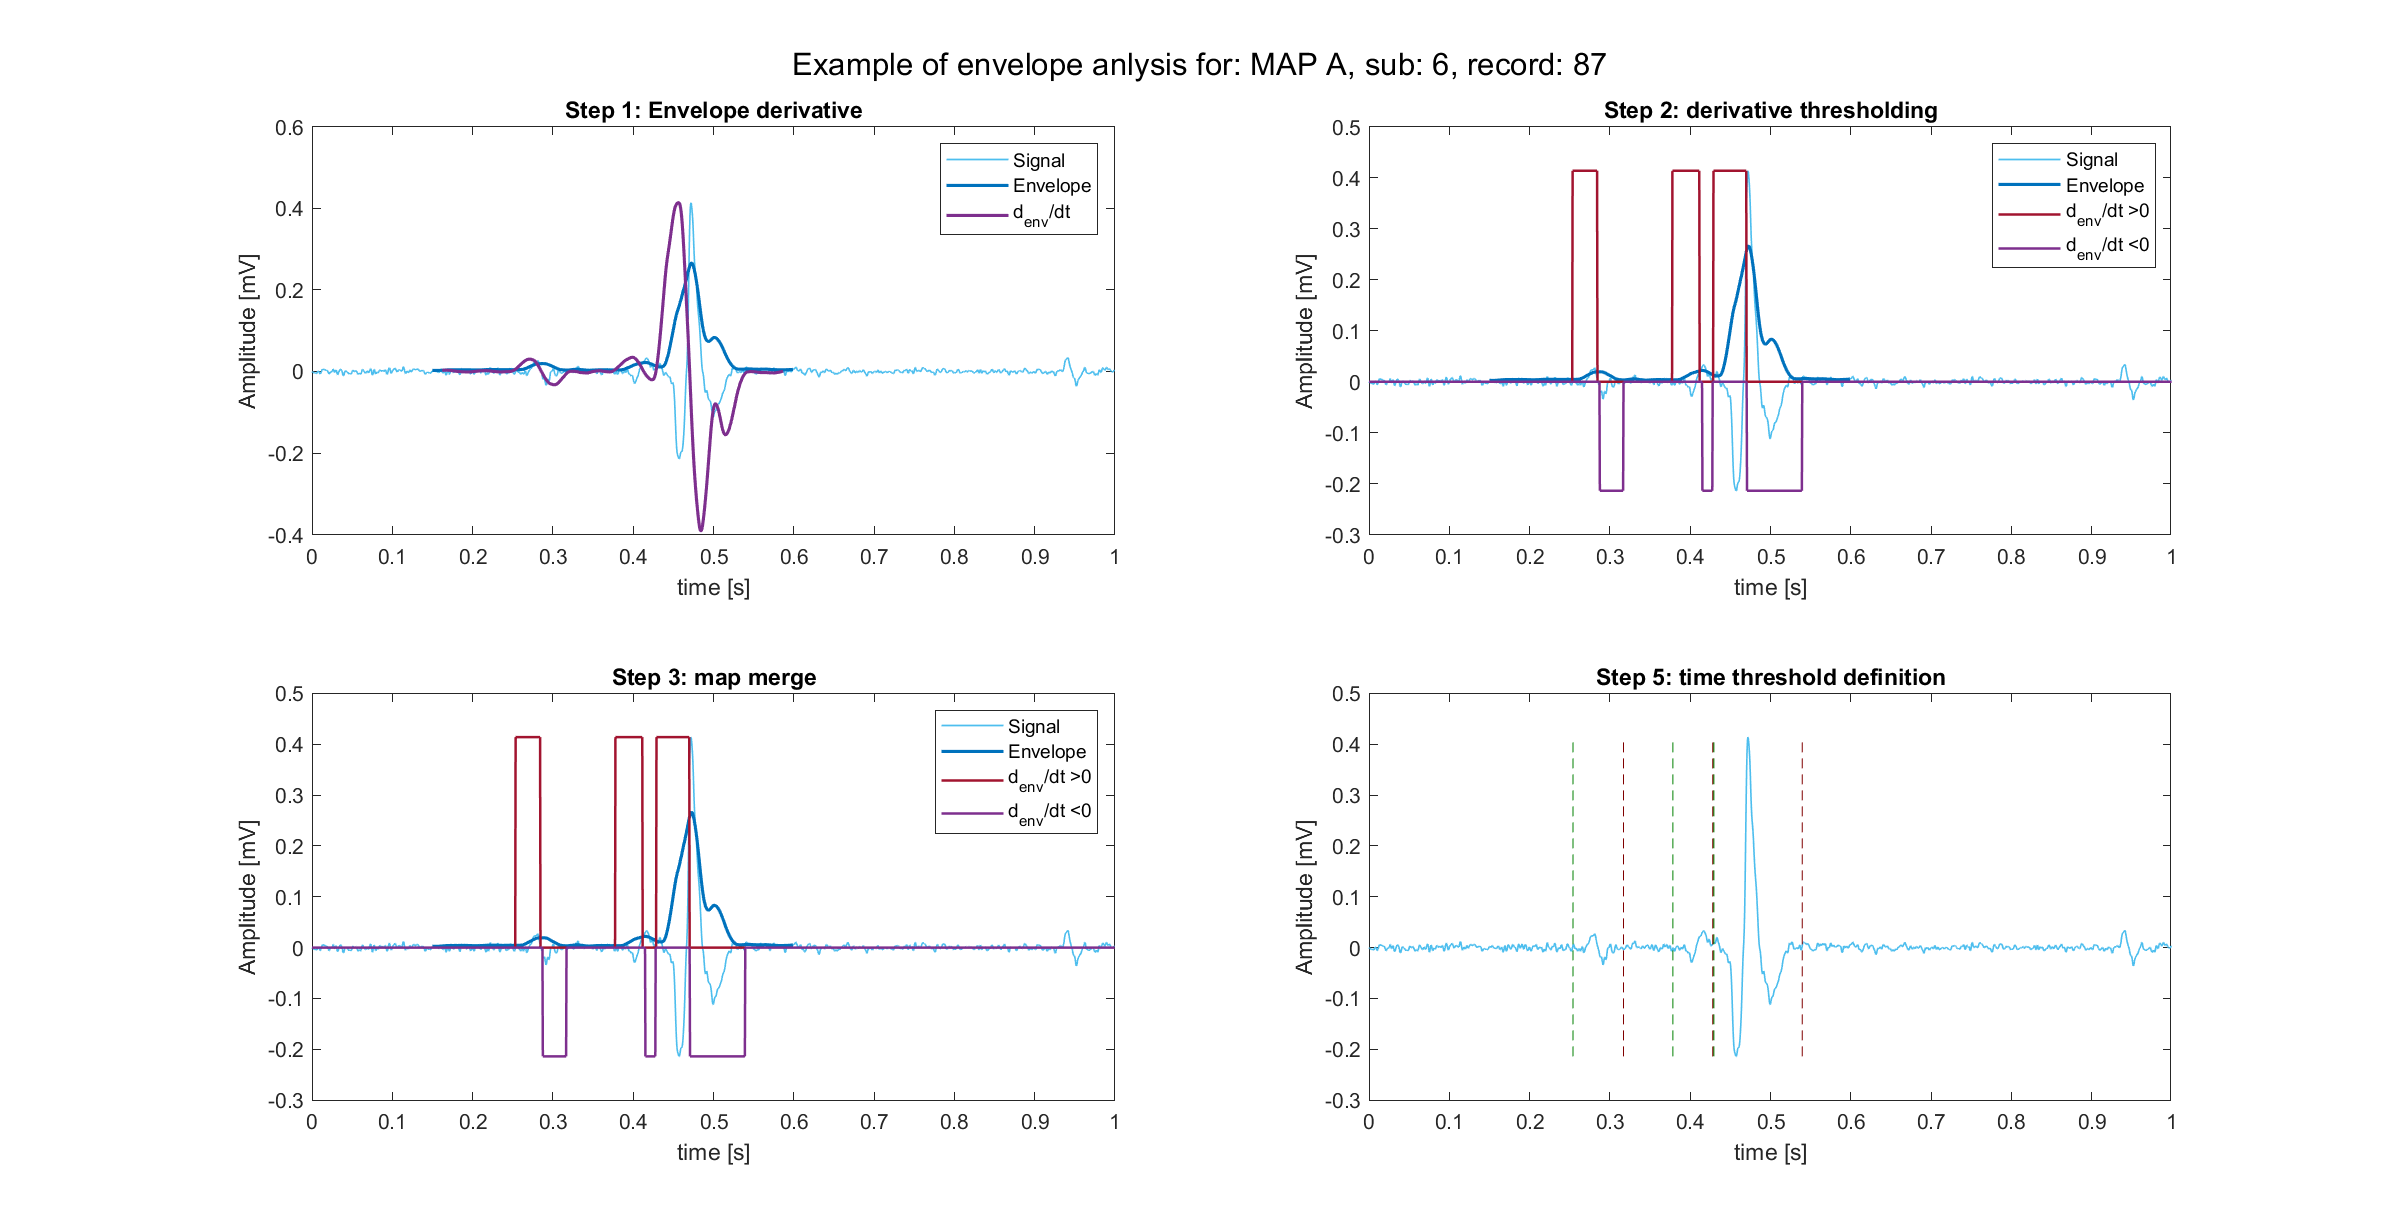 Example of envelope anlysis for: MAP A, sub: 6, record: 87
Step 1: Envelope derivative
0.6
0.4
0.2
0
-0.2
-0.4
Amplitude [mV]
0 0.1 0.2 0.3 0.4 0.5 0.6 0.7 0.8 0.9 1
time [s]
Signal
Envelope
d_env/dt
Step 2: derivative thresholding
0.5
0.4
0.3
0.2
0.1
0
-0.1
-0.2
-0.3
Amplitude [mV]
0 0.1 0.2 0.3 0.4 0.5 0.6 0.7 0.8 0.9 1
time [s]
Signal
Envelope
d_env/dt >0
d_env/dt <0
Step 3: map merge
0.5
0.4
0.3
0.2
0.1
0
-0.1
-0.2
-0.3
Amplitude [mV]
0 0.1 0.2 0.3 0.4 0.5 0.6 0.7 0.8 0.9 1
time [s]
Signal
Envelope
d_env/dt >0
d_env/dt <0
Step 5: time threshold definition
0.5
0.4
0.3
0.2
0.1
0
-0.1
-0.2
-0.3
Amplitude [mV]
0 0.1 0.2 0.3 0.4 0.5 0.6 0.7 0.8 0.9 1
time [s]